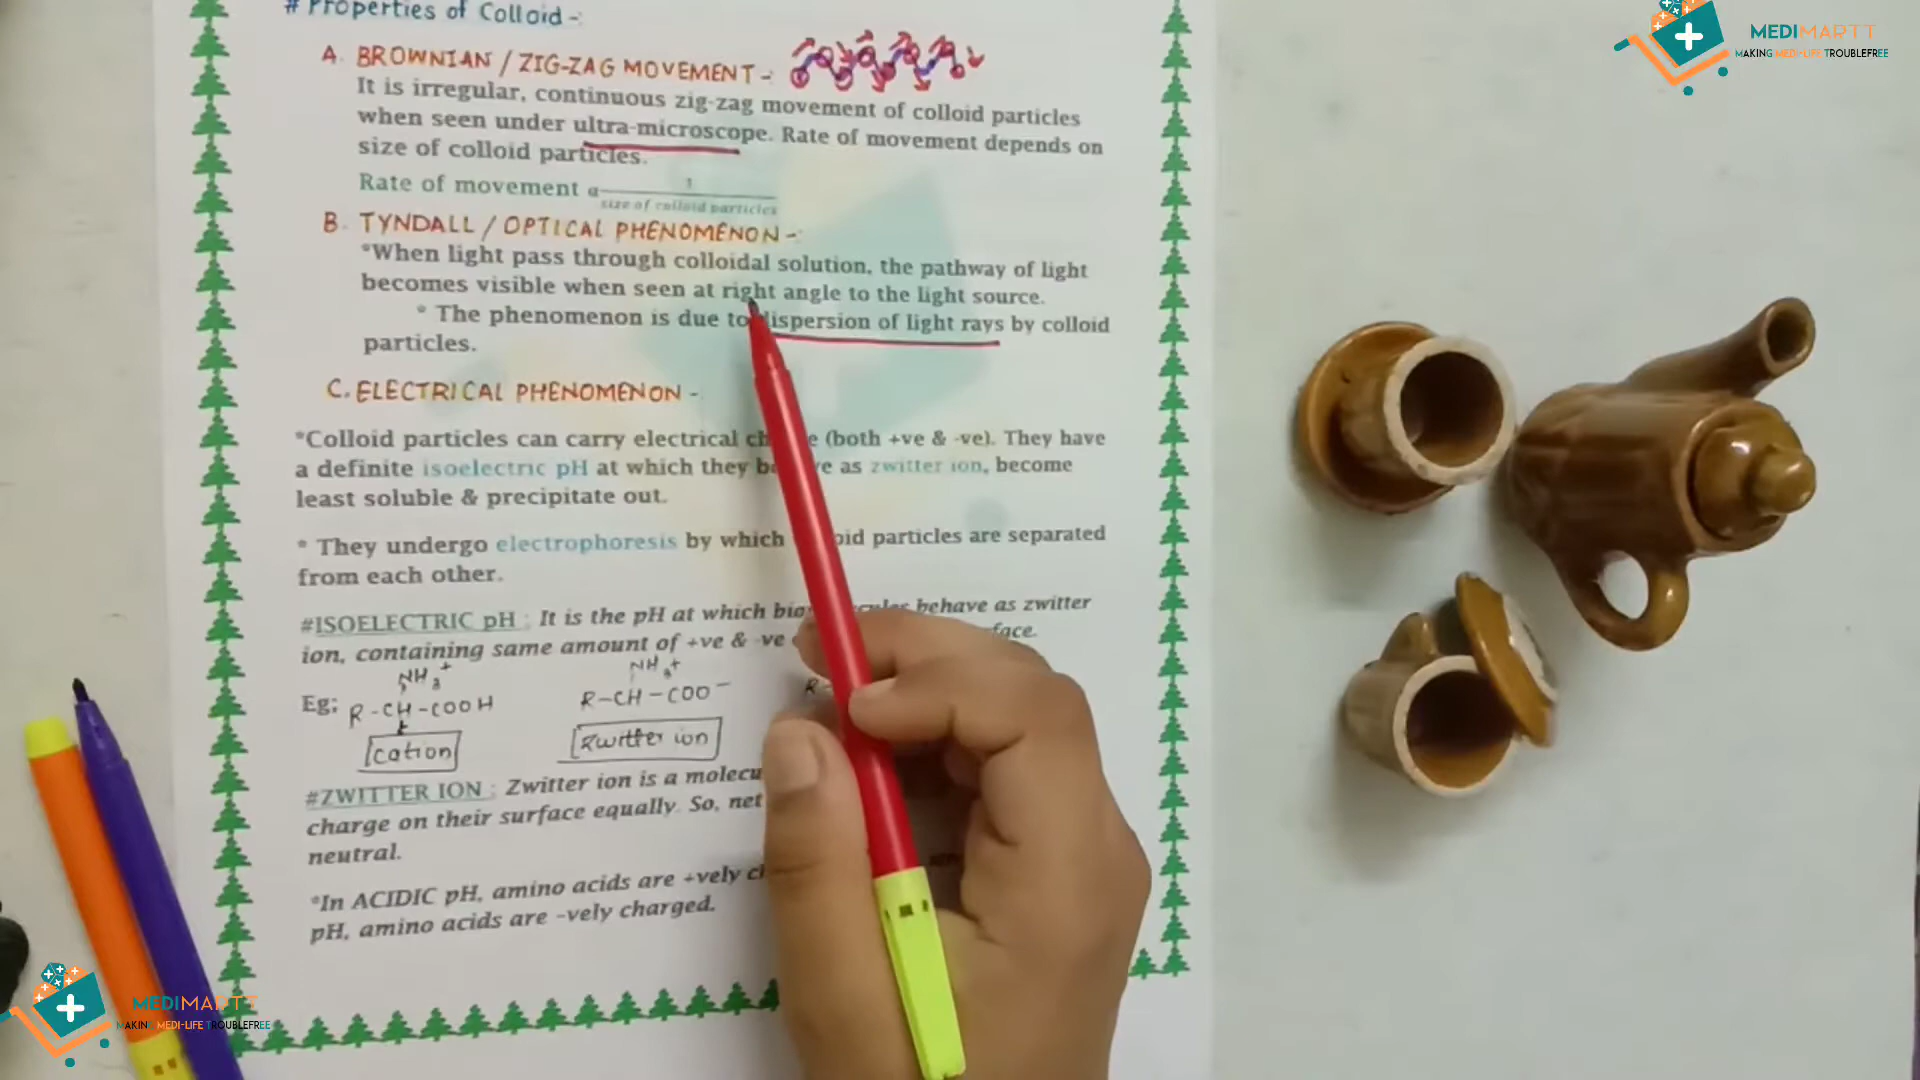 # Properties of Colloid -:
A. BROWNIAN / ZIG-ZAG MOVEMENT -:
It is irregular, continuous zig-zag movement of colloid particles
when seen under ultra-microscope. Rate of movement depends on
size of colloid particles.
Rate of movement α 1
size of colloid particles
B. TYNDALL / OPTICAL PHENOMENON -:
*When light pass through colloidal solution, the pathway of light
becomes visible when seen at right angle to the light source.
* The phenomenon is due to dispersion of light rays by colloid
particles.
C. ELECTRICAL PHENOMENON -
*Colloid particles can carry electrical (both +ve & -ve). They have
a definite isoelectric pH at which they as zwitter ion, become
least soluble & precipitate out.
* They undergo electrophoresis by which particles are separated
from each other.
#ISOELECTRIC pH : It is the pH at which behave as zwitter
ion, containing same amount of +ve & -ve
Eg:
NH3+
R-CH-COOH
cation
NH3+
R-CH-COO-
Zwitter ion
#ZWITTER ION : Zwitter ion is a
charge on their surface equally. So, net
neutral.
*In ACIDIC pH, amino acids are +vely
pH, amino acids are -vely charged.
MEDIMARTT
MAKING MEDI-LIFE TROUBLEFREE
MEDIMARTT
MAKING MEDI-LIFE TROUBLEFREE